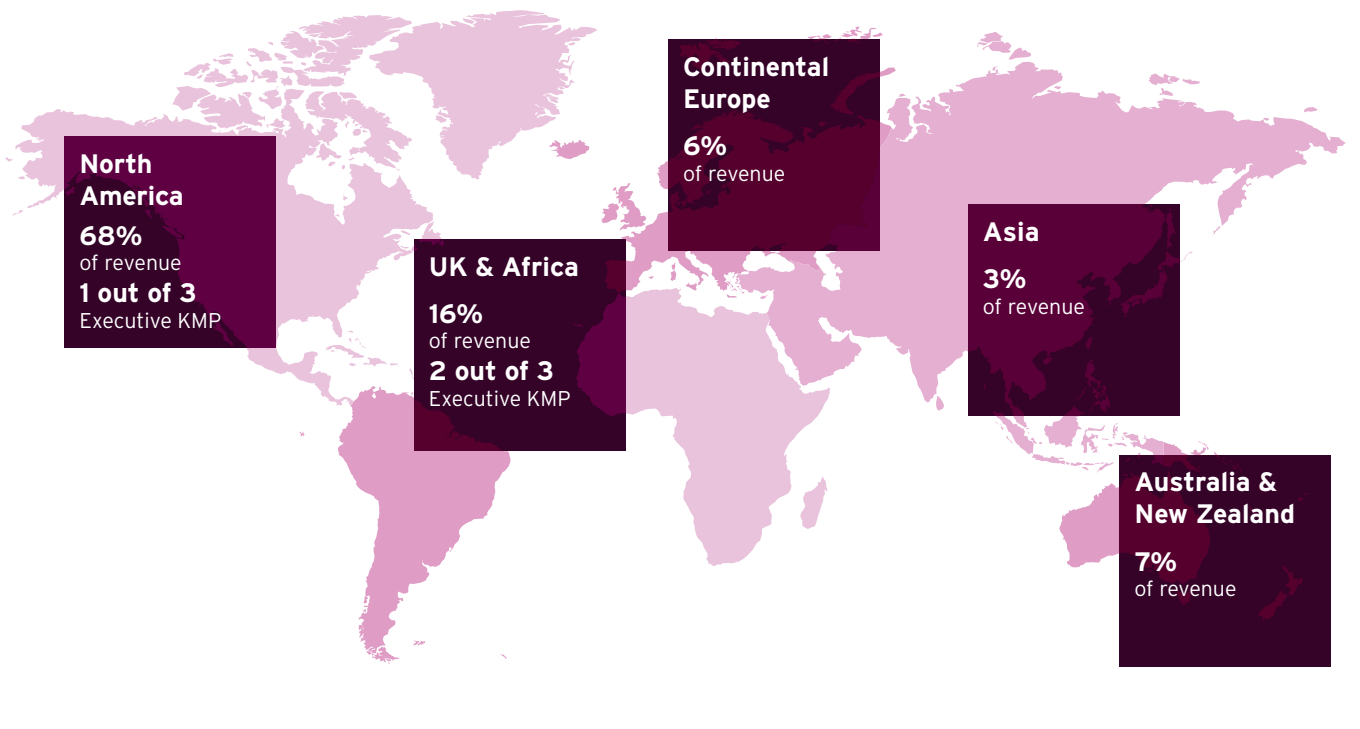 North
America
68%
of revenue
1 out of 3
Executive KMP
UK & Africa
16%
of revenue
2 out of 3
Executive KMP
Continental
Europe
6%
of revenue
Asia
3%
of revenue
Australia &
New Zealand
7%
of revenue